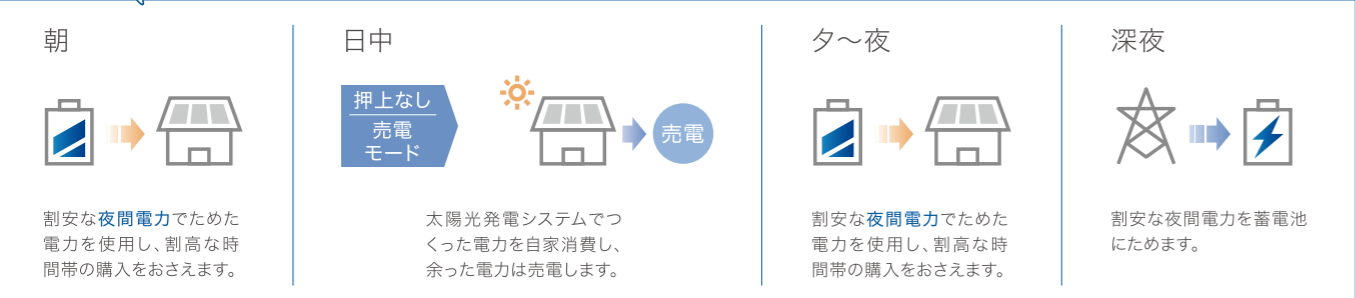 朝
割安な夜間電力でためた
電力を使用し、割高な時
間帯の購入をおさえます。
日中
押上なし
売電
モード
売電
太陽光発電システムでつ
くった電力を自家消費し、
余った電力は売電します。
夕～夜
割安な夜間電力でためた
電力を使用し、割高な時
間帯の購入をおさえます。
深夜
割安な夜間電力を蓄電池
にためます。